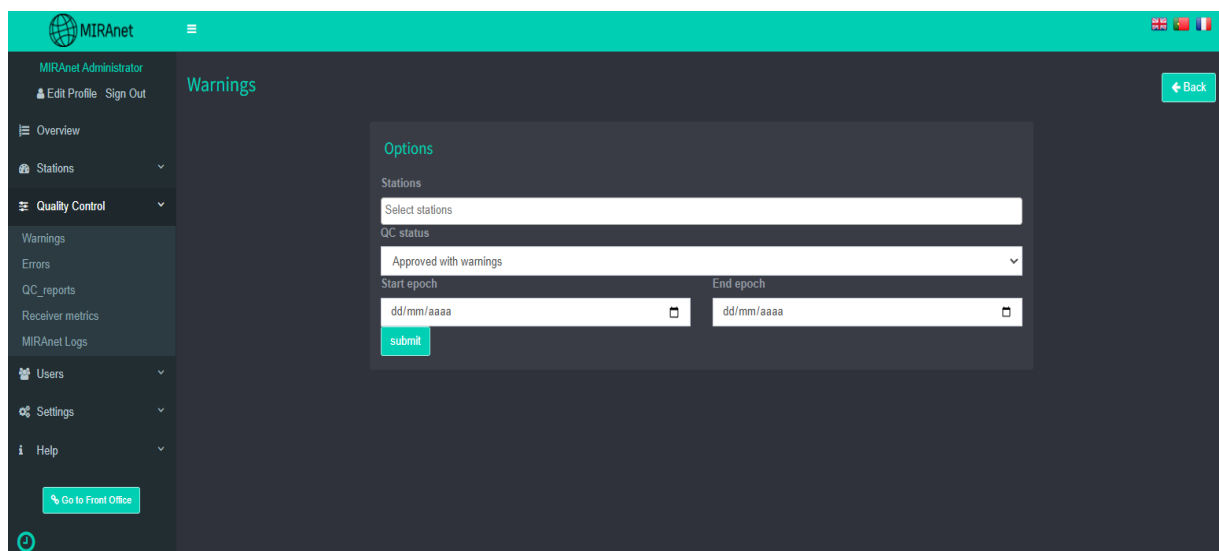 MIRAnet
MIRAnet Administrator
Edit Profile Sign Out
Overview
Stations
Quality Control
Warnings
Errors
QC_reports
Receiver metrics
MIRAnet Logs
Users
Settings
Help
Go to Front Office
Warnings
Back
Options
Stations
Select stations
QC status
Approved with warnings
Start epoch End epoch
dd/mm/aaaa dd/mm/aaaa
submit